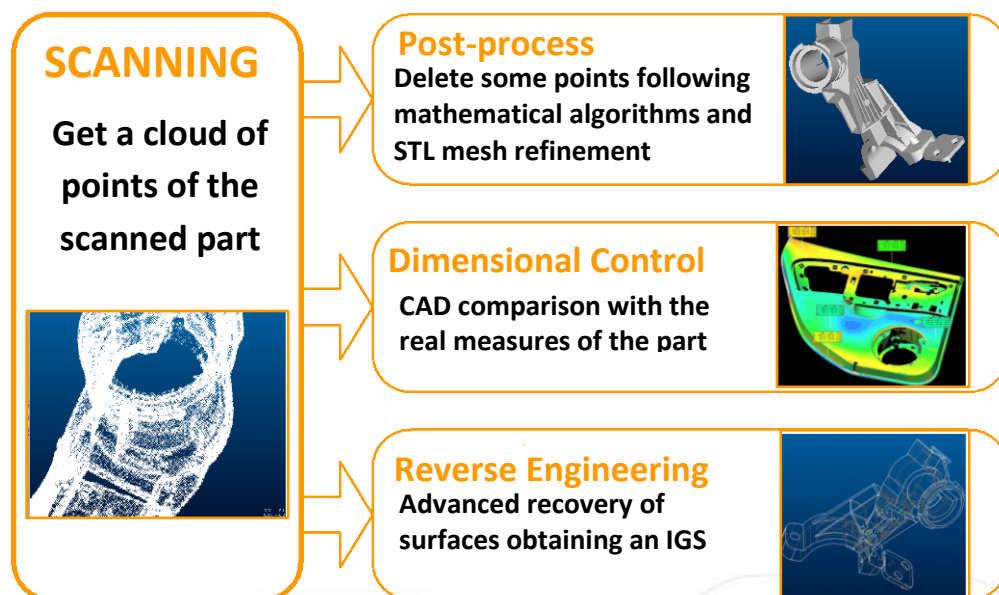 SCANNING
Get a cloud of
points of the
scanned part
Post-process
Delete some points following
mathematical algorithms and
STL mesh refinement
Dimensional Control
CAD comparison with the
real measures of the part
Reverse Engineering
Advanced recovery of
surfaces obtaining an IGS